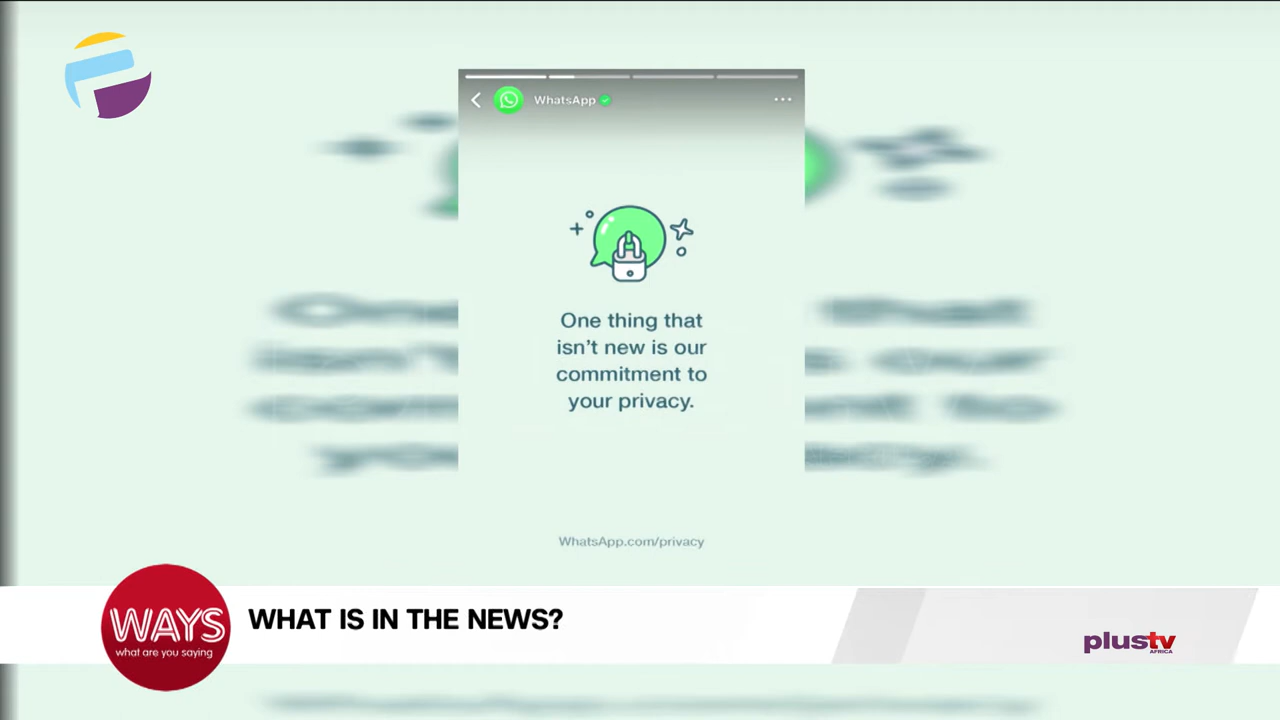 WhatsApp
One thing that
isn't new is our
commitment to
your privacy.
WhatsApp.com/privacy
WAYS
what are you saying
WHAT IS IN THE NEWS?
plustv
AFRICA